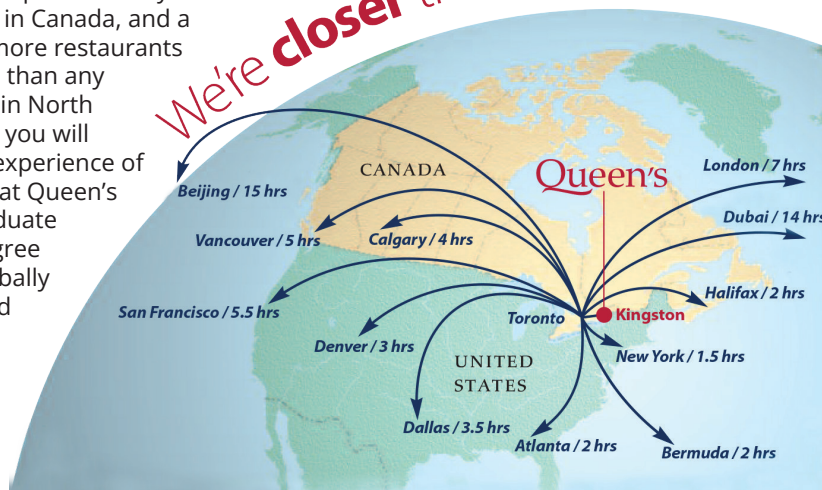 in Canada, and a
more restaurants
than any
in North
you will
experience of
at Queen's
duate
gree
bally
d
We're closer
CANADA
Queen's
London / 7 hrs
Beijing / 15 hrs
Dubai / 14 hrs
Vancouver / 5 hrs
Calgary / 4 hrs
Halifax / 2 hrs
San Francisco / 5.5 hrs
Toronto
Kingston
Denver / 3 hrs
New York / 1.5 hrs
UNITED
STATES
Dallas / 3.5 hrs
Atlanta / 2 hrs
Bermuda / 2 hrs